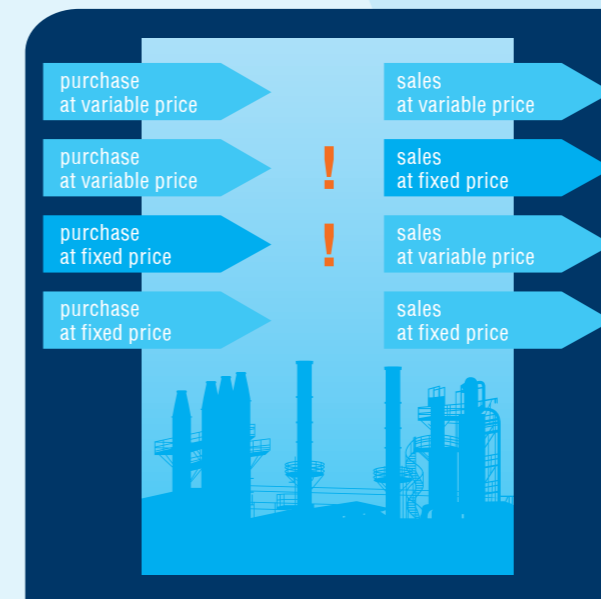 purchase
at variable price
sales
at variable price
purchase
at variable price
!
sales
at fixed price
purchase
at fixed price
!
sales
at variable price
purchase
at fixed price
sales
at fixed price